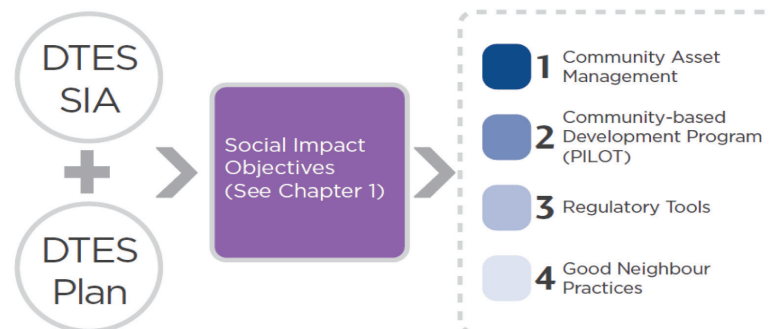 DTES
SIA
+
DTES
Plan
Social Impact
Objectives
(See Chapter 1)
1 Community Asset
Management
2 Community-based
Development Program
(PILOT)
3 Regulatory Tools
4 Good Neighbour
Practices